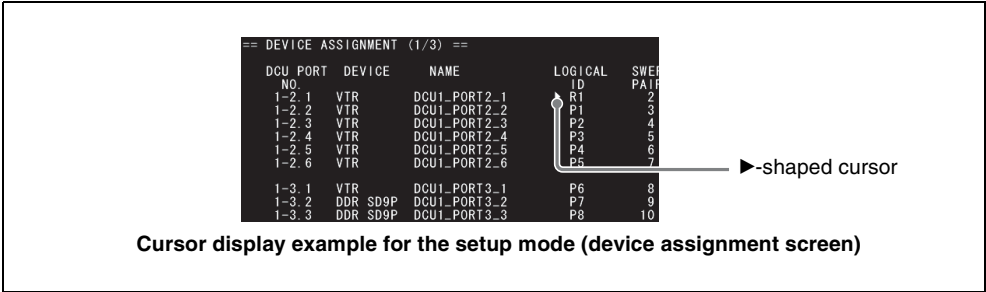 == DEVICE ASSIGNMENT (1/3) ==
DCU PORT DEVICE NAME LOGICAL
NO. ID
1-2.1 VTR DCU1_PORT2_1 R1 2
1-2.2 VTR DCU1_PORT2_2 P1 3
1-2.3 VTR DCU1_PORT2_3 P2 4
1-2.4 VTR DCU1_PORT2_4 P3 5
1-2.5 VTR DCU1_PORT2_5 P4 6
1-2.6 VTR DCU1_PORT2_6 P5 7
1-3.1 VTR DCU1_PORT3_1 P6 8
1-3.2 DDR SD9P DCU1_PORT3_2 P7 9
1-3.3 DDR SD9P DCU1_PORT3_3 P8 10
►-shaped cursor
Cursor display example for the setup mode (device assignment screen)